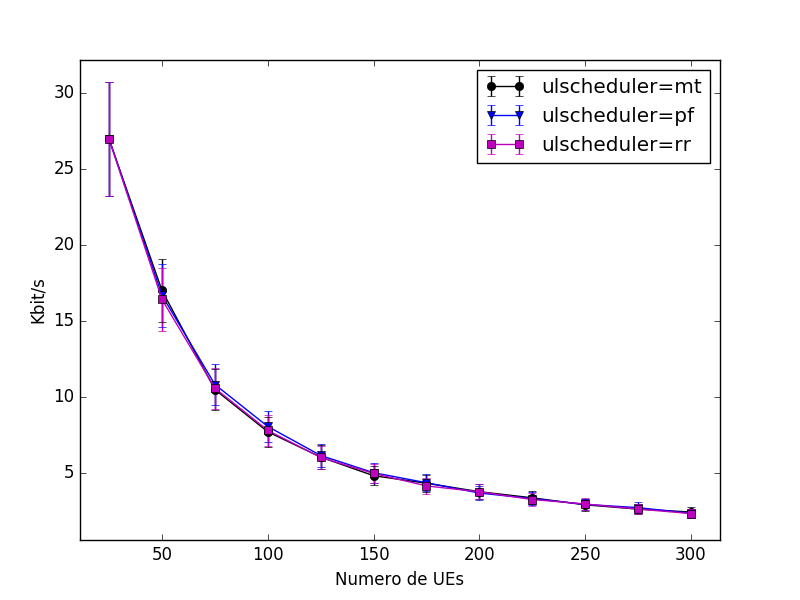 ulscheduler=mt
ulscheduler=pf
ulscheduler=rr
30
25
20
15
10
5
Kbit/s
50 100 150 200 250 300
Numero de UEs